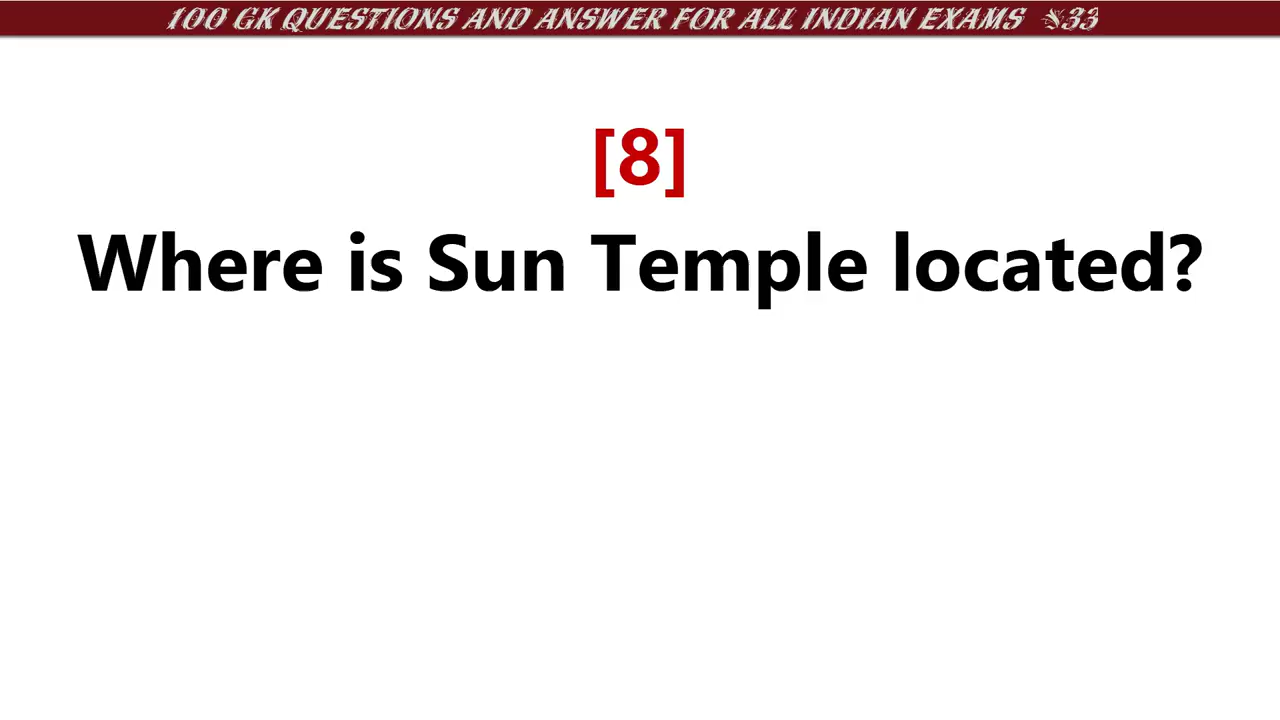 100 GK QUESTIONS AND ANSWER FOR ALL INDIAN EXAMS
[8]
Where is Sun Temple located?